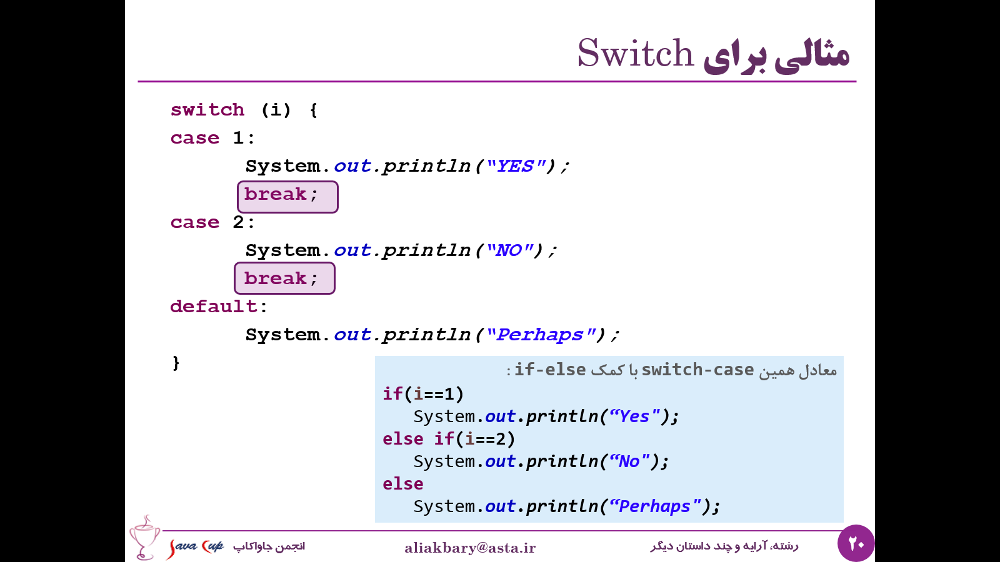 مثالی برای Switch
switch (i) {
case 1:
System.out.println(“YES");
break;
case 2:
System.out.println(“NO");
break;
default:
System.out.println(“Perhaps");
}
معادل همین switch-case با کمک if-else :
if(i==1)
System.out.println(“Yes");
else if(i==2)
System.out.println(“No");
else
System.out.println(“Perhaps");
۲۰
رشته، آرایه و چند داستان دیگر
aliakbary@asta.ir
انجمن جاواکاپ
Java Cup